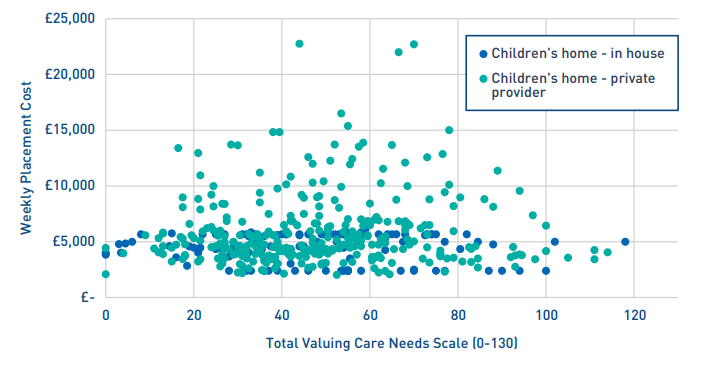 £25,000
£20,000
£15,000
£10,000
£5,000
£-
Weekly Placement Cost
Children's home - in house
Children's home - private
provider
0 20 40 60 80 100 120
Total Valuing Care Needs Scale (0-130)